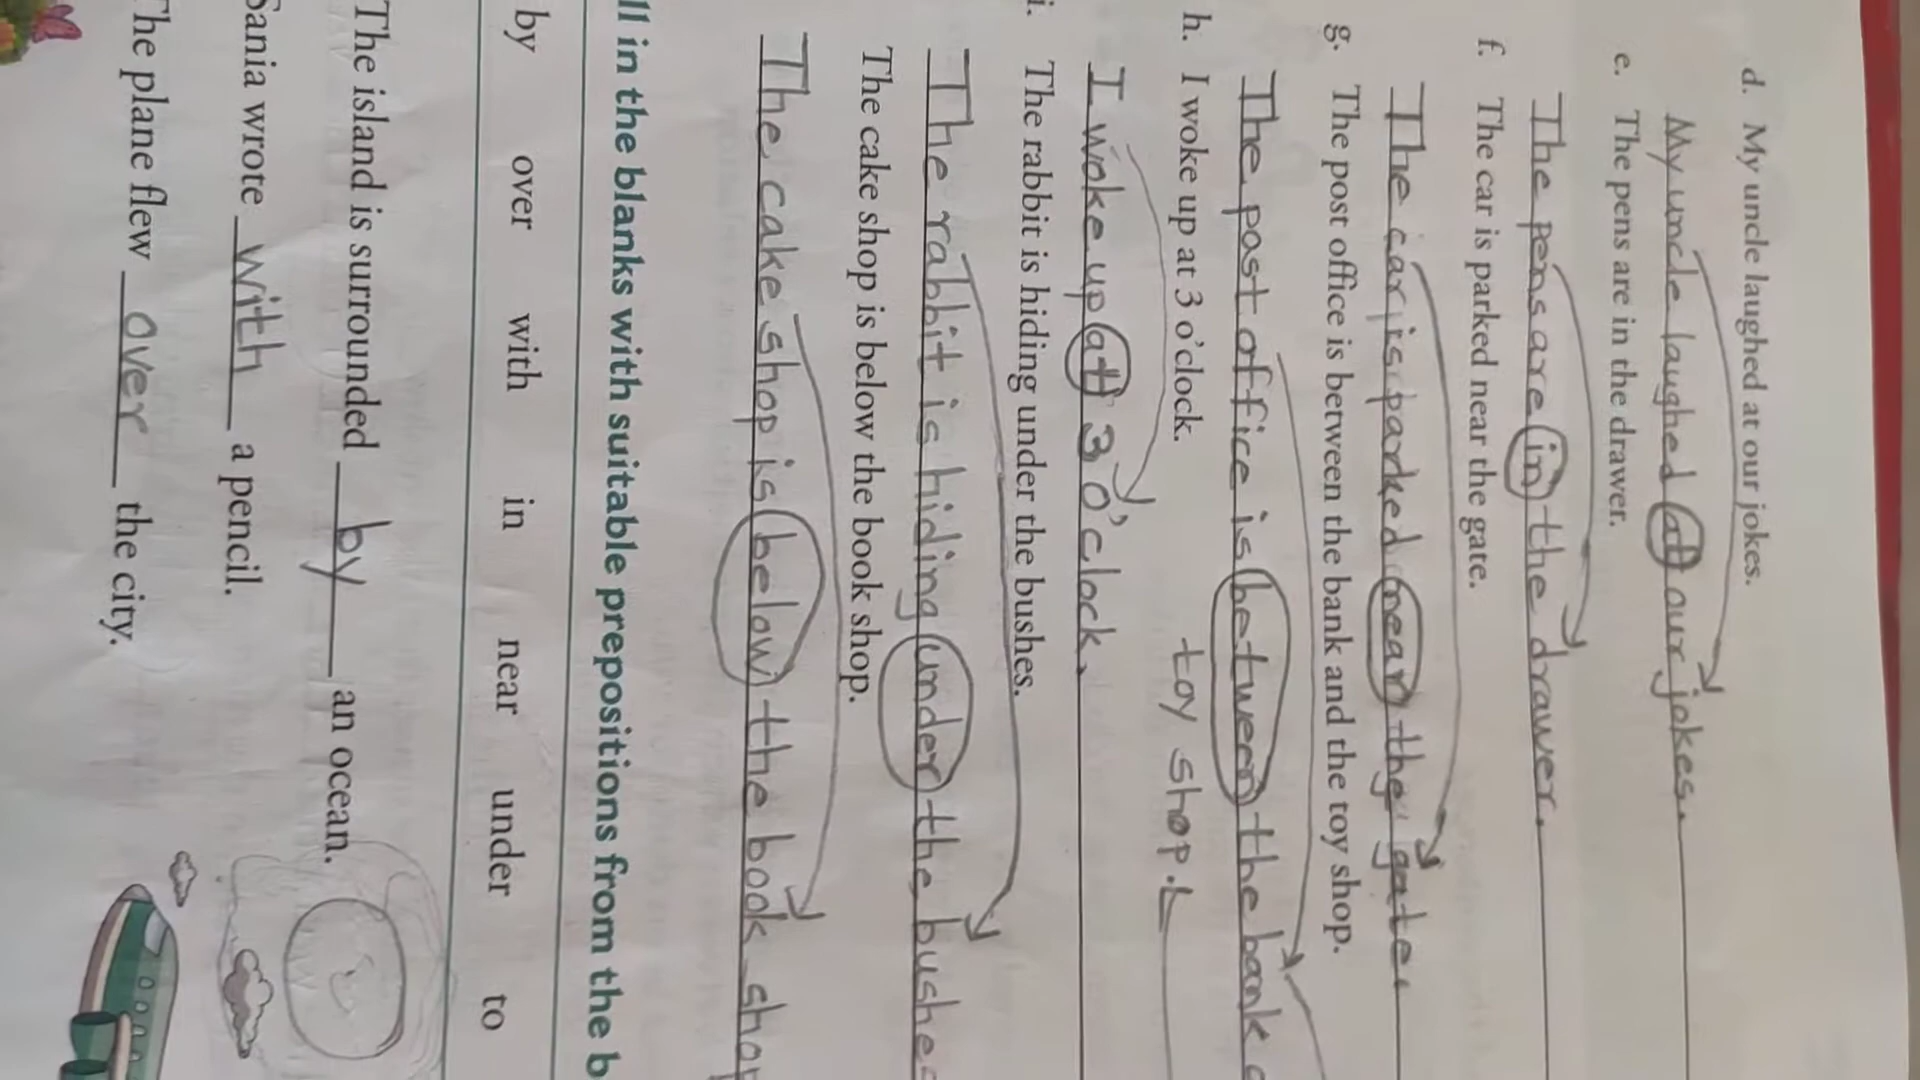 d. My uncle laughed at our jokes.
My uncle laughed at our jokes.
e. The pens are in the drawer.
The pens are in the drawer.
f. The car is parked near the gate.
The car is parked near the gate.
g. The post office is between the bank and the toy shop.
The post office is between the bank
toy shop.
h. I woke up at 3 o'clock.
I woke up at 3 O'clock.
i. The rabbit is hiding under the bushes.
The rabbit is hiding under the bushes
The cake shop is below the book shop.
The cake shop is below the book shop
ll in the blanks with suitable prepositions from the b
by over with in near under to
The island is surrounded by an ocean.
Sania wrote with a pencil.
The plane flew over the city.